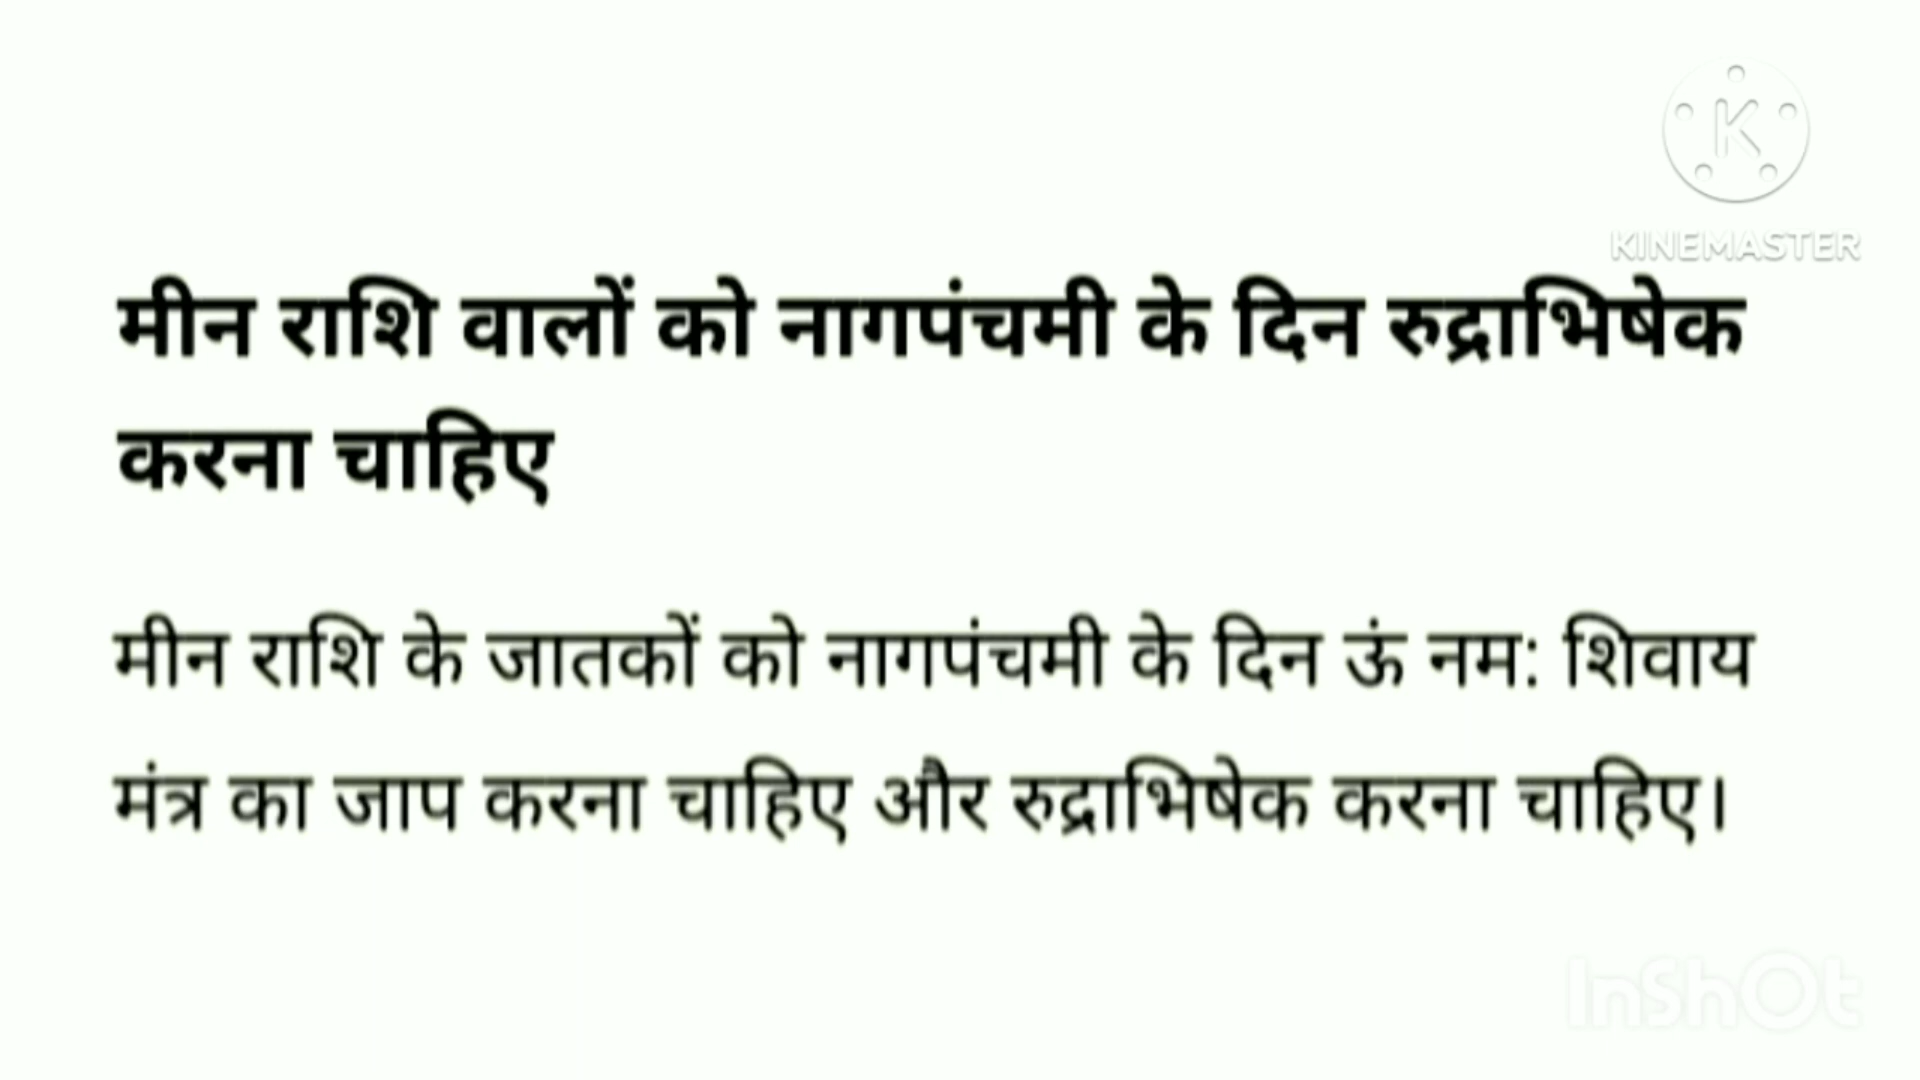 KINEMASTER
मीन राशि वालों को नागपंचमी के दिन रुद्राभिषेक
करना चाहिए
मीन राशि के जातकों को नागपंचमी के दिन ऊं नम: शिवाय
मंत्र का जाप करना चाहिए और रुद्राभिषेक करना चाहिए।
InShOt